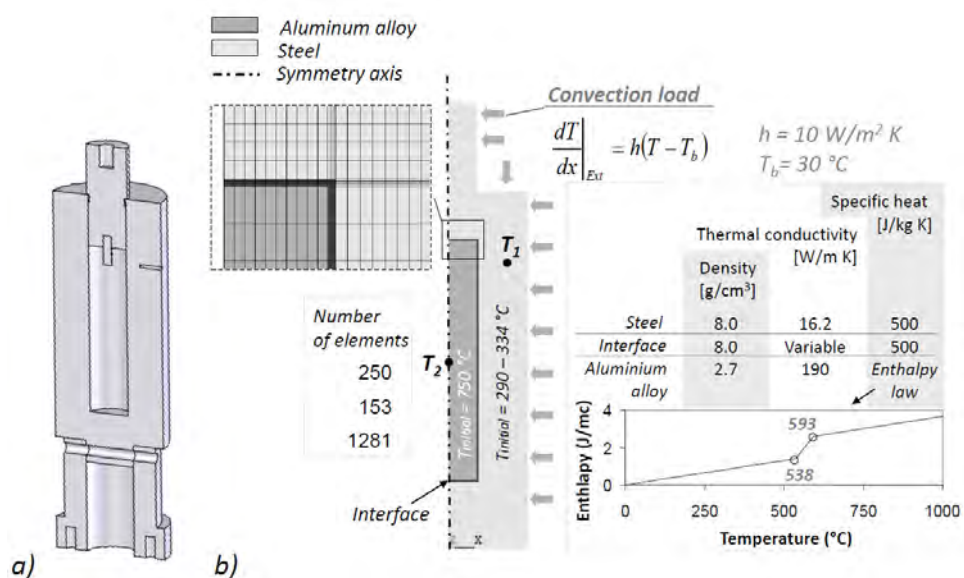 Aluminum alloy
Steel
Symmetry axis
Convection load
dT/dx|Ext = h(T − Tb)
h = 10 W/m² K
Tb= 30 °C
Specific heat
[J/kg K]
Thermal conductivity
[W/m K]
Density
[g/cm³]
Steel 8.0 16.2 500
Interface 8.0 Variable 500
Aluminium 2.7 190 Enthalpy
alloy law
T1
T2
Number
of elements
250
153
1281
Tinitial = 750 °C
Tinitial = 290 – 334 °C
Interface
z x
Enthlapy (J/mc)
4
2
0
593
538
0 250 500 750 1000
Temperature (°C)
a)
b)